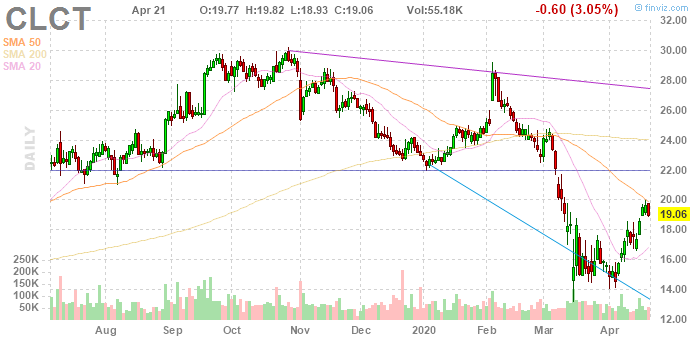 CLCT
Apr 21 O:19.77 H:19.82 L:18.93 C:19.06 Vol:55.18K -0.60 (3.05%)
© finviz.com
SMA 50
SMA 200
SMA 20
DAILY
32.00
30.00
28.00
26.00
24.00
22.00
20.00
19.06
18.00
16.00
14.00
12.00
250K
200K
150K
100K
50K
Aug Sep Oct Nov Dec 2020 Feb Mar Apr